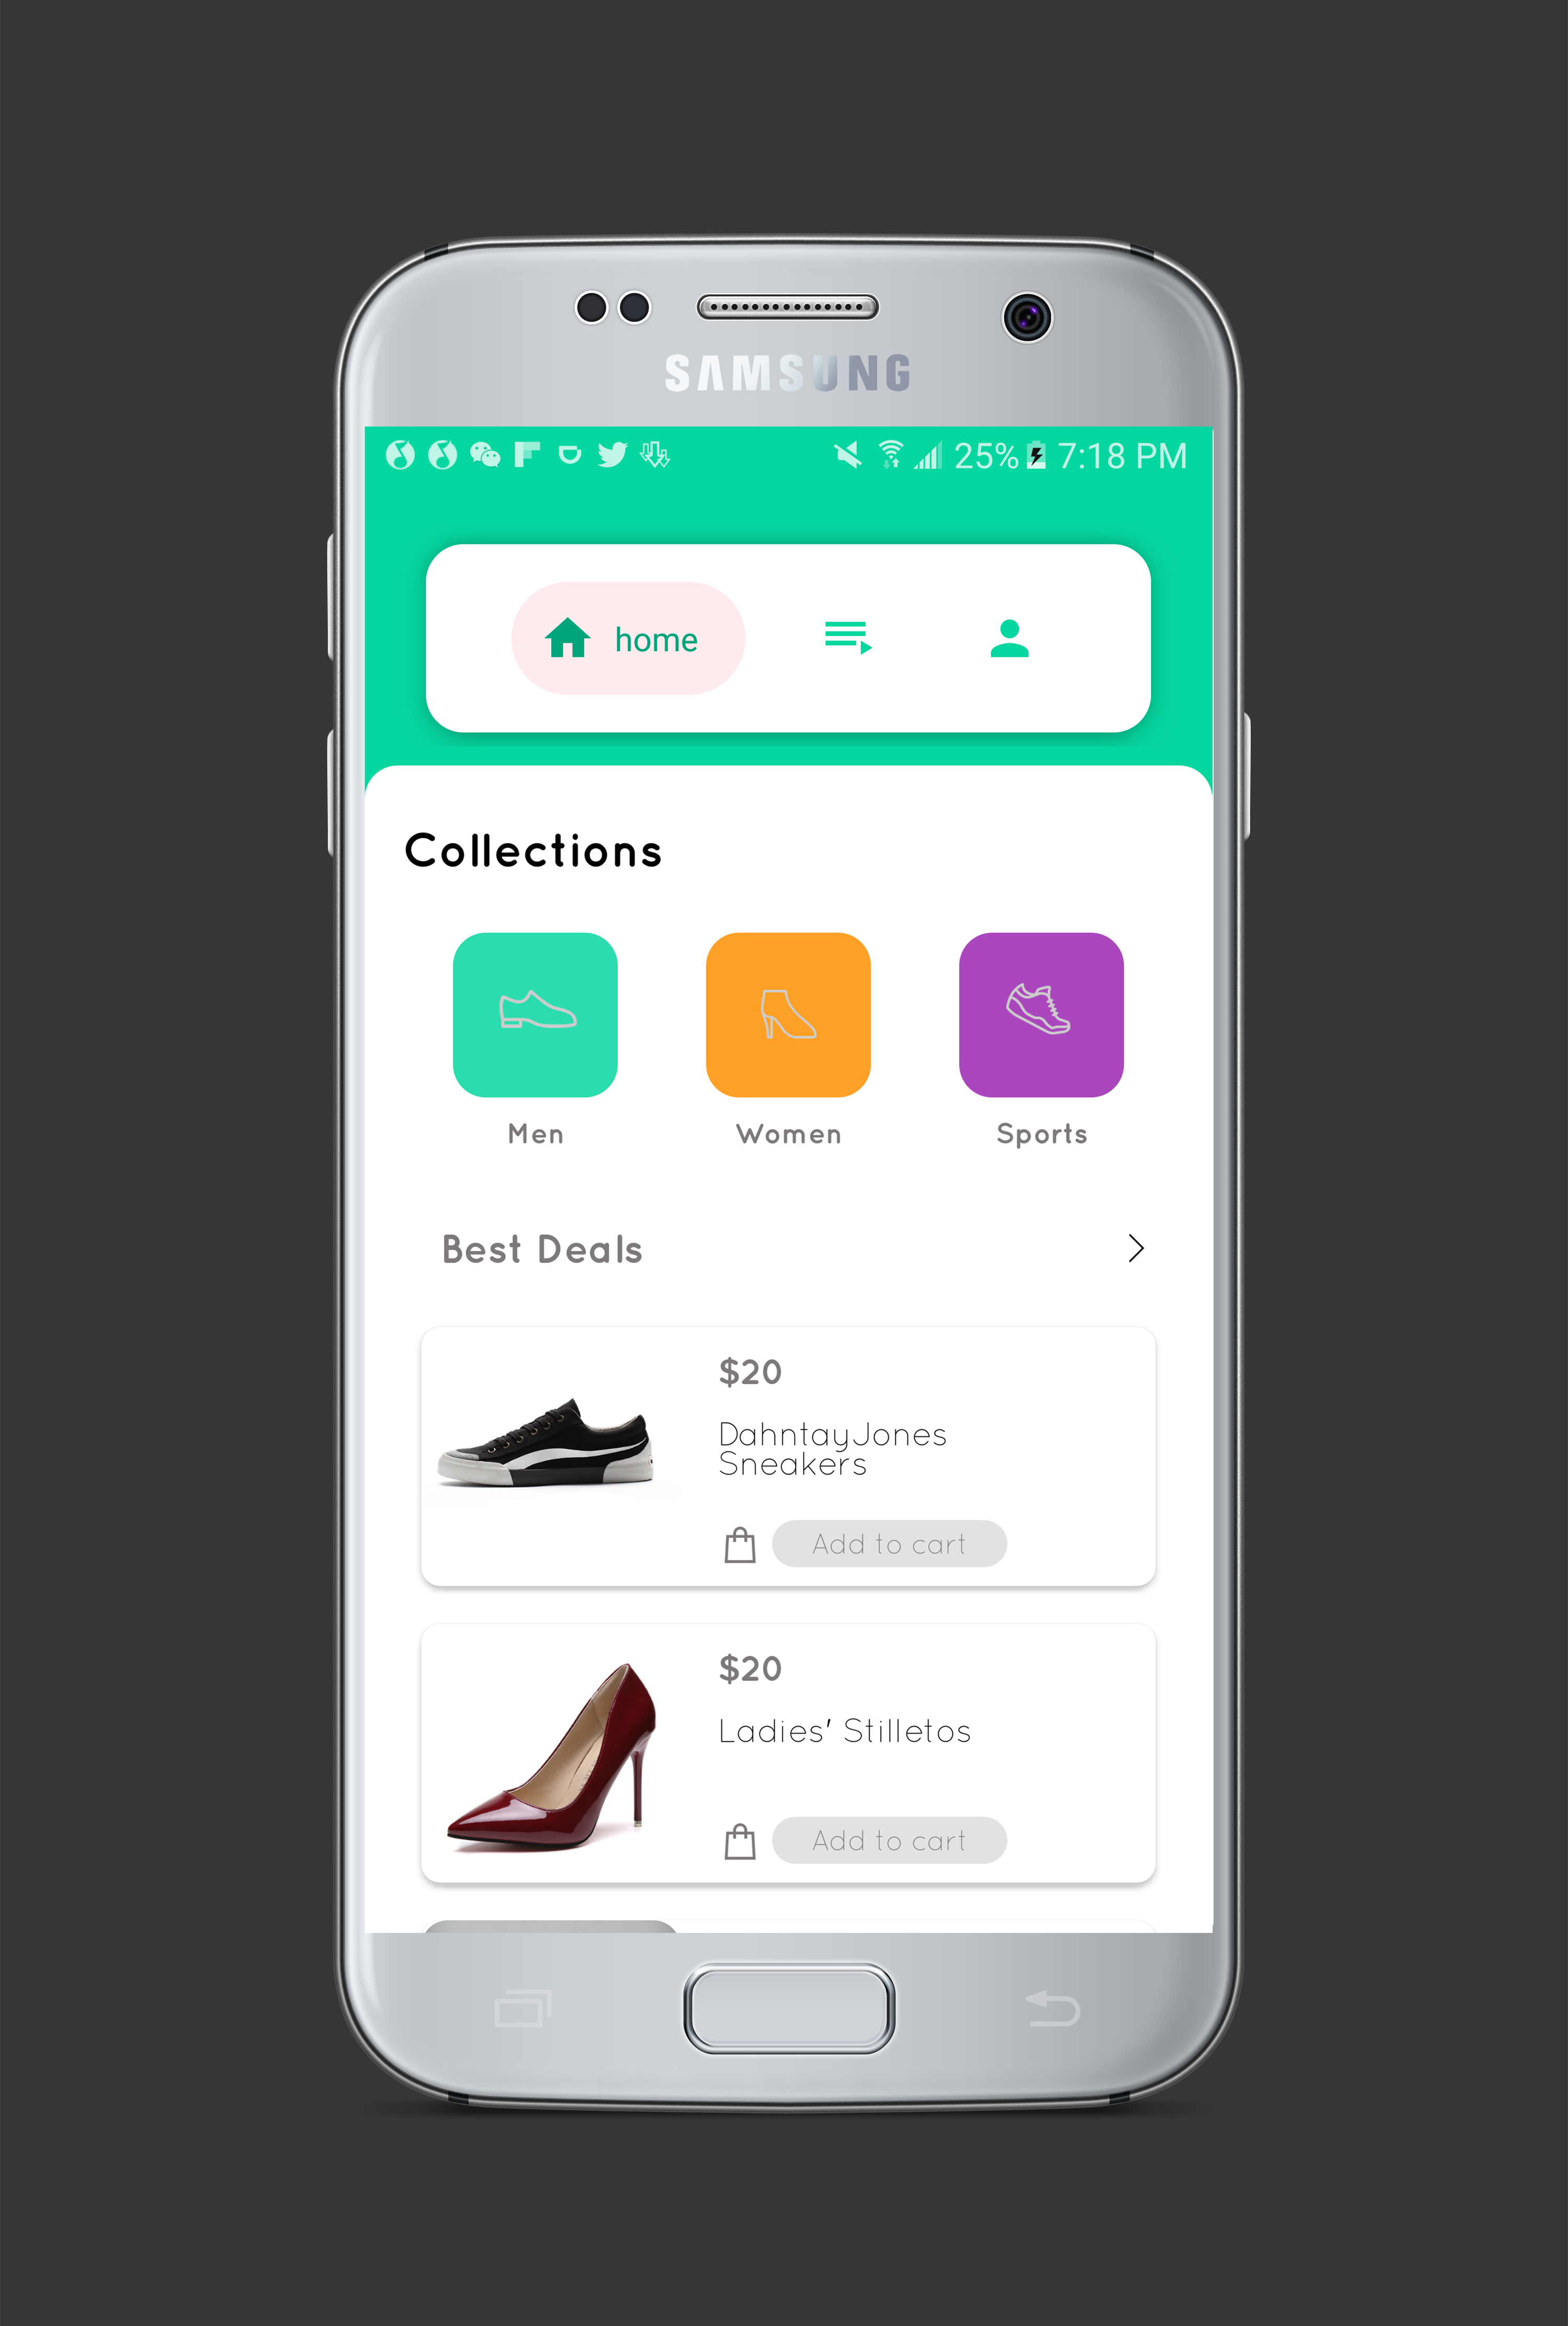 SAMSUNG
25% 7:18 PM
home
Collections
Men Women Sports
Best Deals
$20
DahntayJones
Sneakers
Add to cart
$20
Ladies' Stilletos
Add to cart